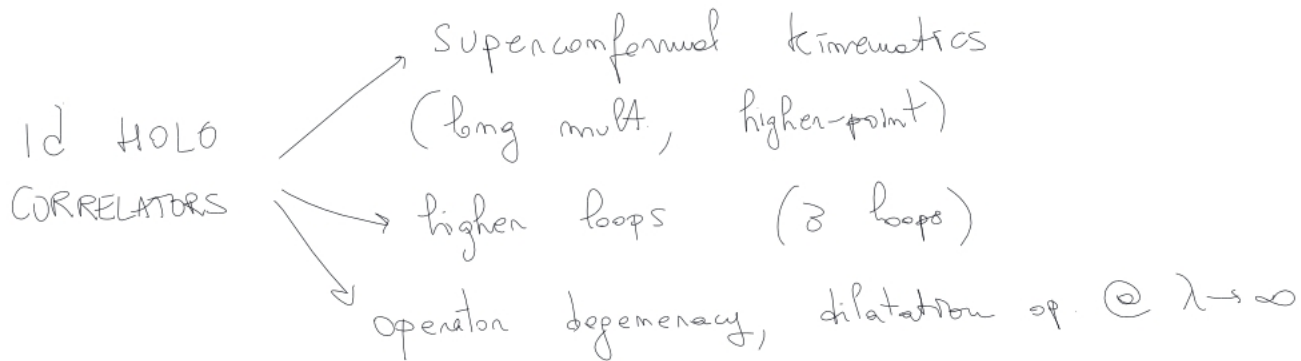 superconformal kinematics
(long mult., higher-point)
1d HOLO
CORRELATORS
higher loops (3 loops)
operator degeneracy, dilatation op. @ λ→∞